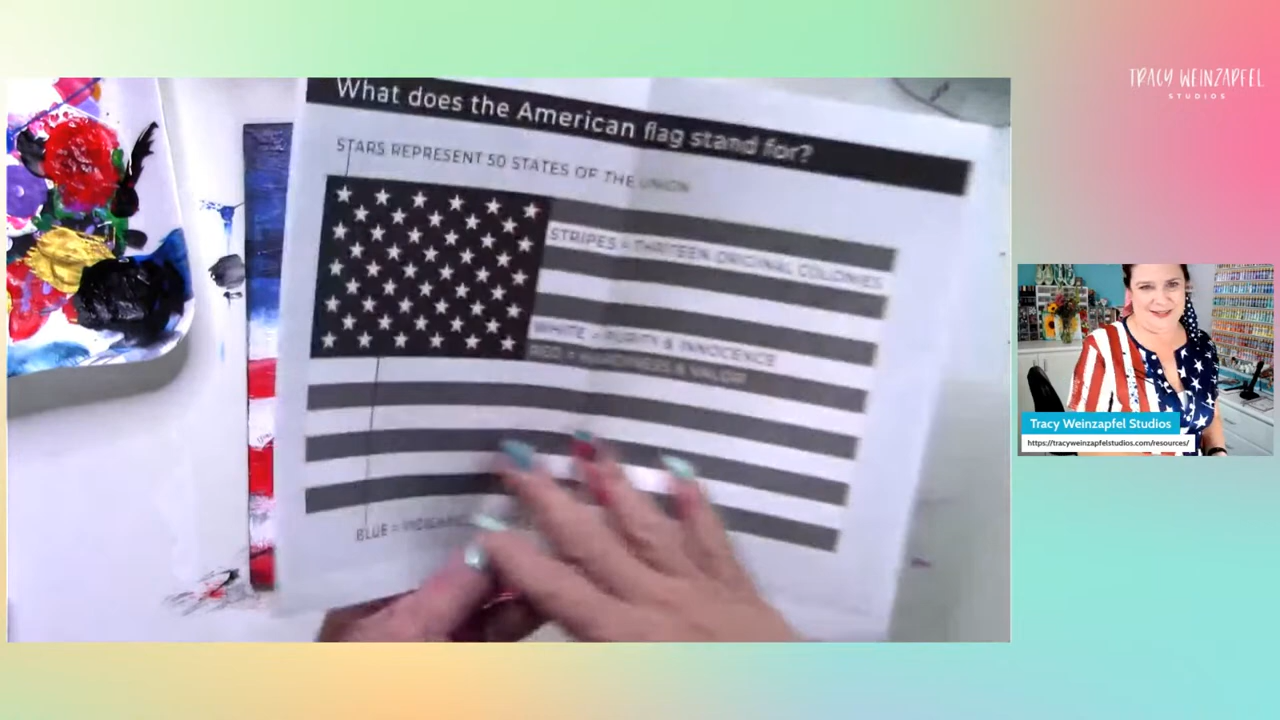 TRACY WEINZAPFEL
STUDIOS
What does the American flag stand for?
STARS REPRESENT 50 STATES OF THE UNION
STRIPES = THIRTEEN ORIGINAL COLONIES
WHITE = PURITY & INNOCENCE
RED = HARDINESS & VALOR
BLUE =
Tracy Weinzapfel Studios
https://tracyweinzapfelstudios.com/resources/